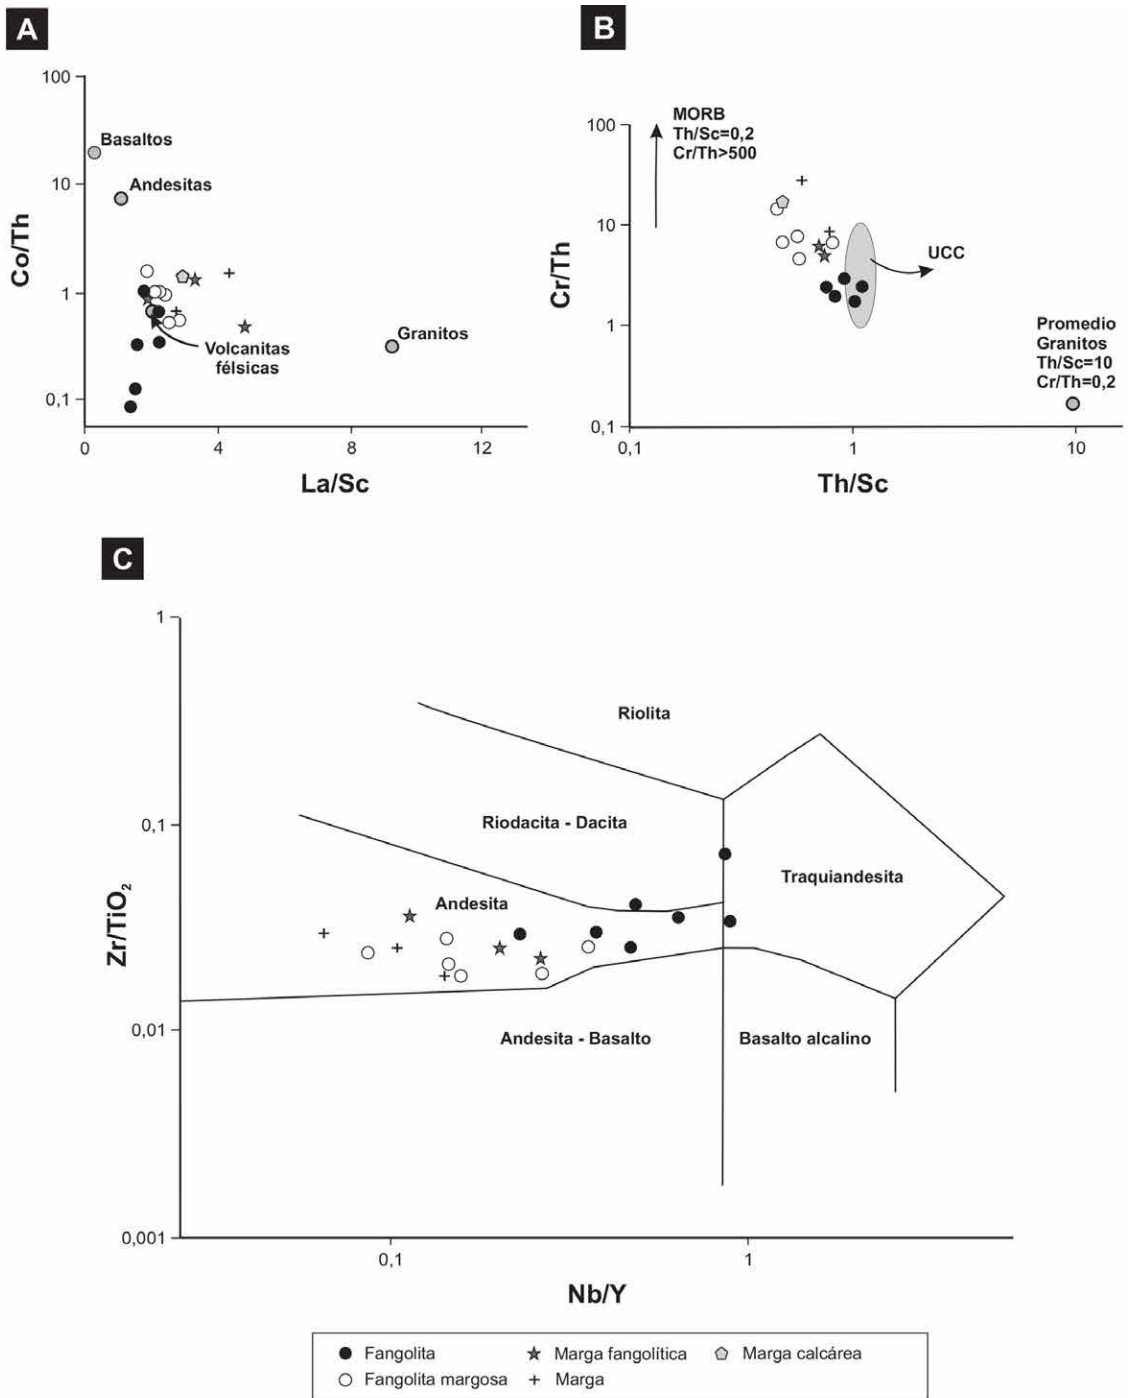 A
100
10
1
0,1
Co/Th
Basaltos
Andesitas
Volcanitas
félsicas
Granitos
0
4
8
12
La/Sc
B
100
10
1
0,1
Cr/Th
MORB
Th/Sc=0,2
Cr/Th>500
UCC
Promedio
Granitos
Th/Sc=10
Cr/Th=0,2
0,1
1
10
Th/Sc
C
1
0,1
0,01
0,001
Zr/TiO₂
Riolita
Riodacita - Dacita
Traquiandesita
Andesita
Andesita - Basalto
Basalto alcalino
0,1
1
Nb/Y
Fangolita
Marga fangolítica
Marga calcárea
Fangolita margosa
Marga